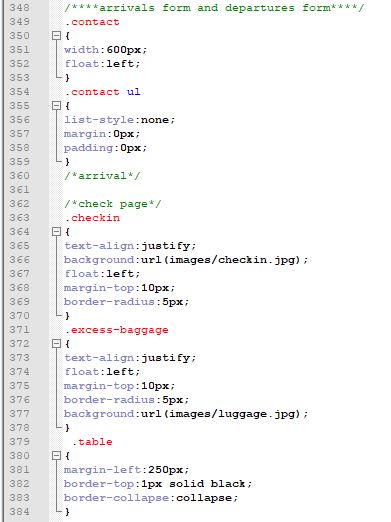 348 /****arrivals form and departures form****/
349 .contact
350 {
351 width:600px;
352 float:left;
353 }
354 .contact ul
355 {
356 list-style:none;
357 margin:0px;
358 padding:0px;
359 }
360 /*arrival*/
361
362 /*check page*/
363 .checkin
364 {
365 text-align:justify;
366 background:url(images/checkin.jpg);
367 float:left;
368 margin-top:10px;
369 border-radius:5px;
370 }
371 .excess-baggage
372 {
373 text-align:justify;
374 float:left;
375 margin-top:10px;
376 border-radius:5px;
377 background:url(images/luggage.jpg);
378 }
379 .table
380 {
381 margin-left:250px;
382 border-top:1px solid black;
383 border-collapse:collapse;
384 }